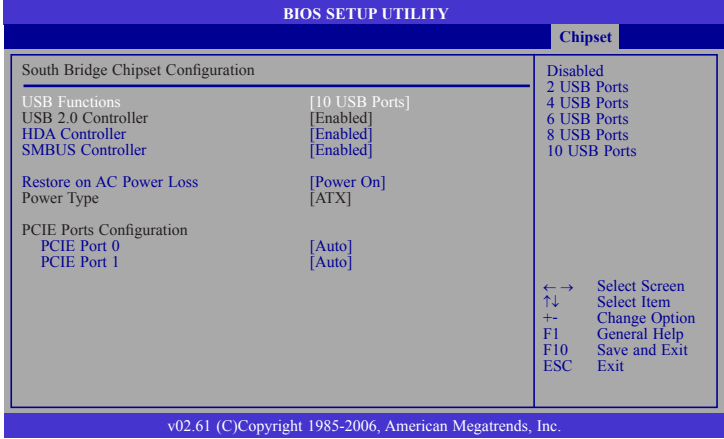 BIOS SETUP UTILITY
Chipset
South Bridge Chipset Configuration
USB Functions [10 USB Ports]
USB 2.0 Controller [Enabled]
HDA Controller [Enabled]
SMBUS Controller [Enabled]
Restore on AC Power Loss [Power On]
Power Type [ATX]
PCIE Ports Configuration
PCIE Port 0 [Auto]
PCIE Port 1 [Auto]
Disabled
2 USB Ports
4 USB Ports
6 USB Ports
8 USB Ports
10 USB Ports
←→ Select Screen
↑↓ Select Item
+- Change Option
F1 General Help
F10 Save and Exit
ESC Exit
v02.61 (C)Copyright 1985-2006, American Megatrends, Inc.